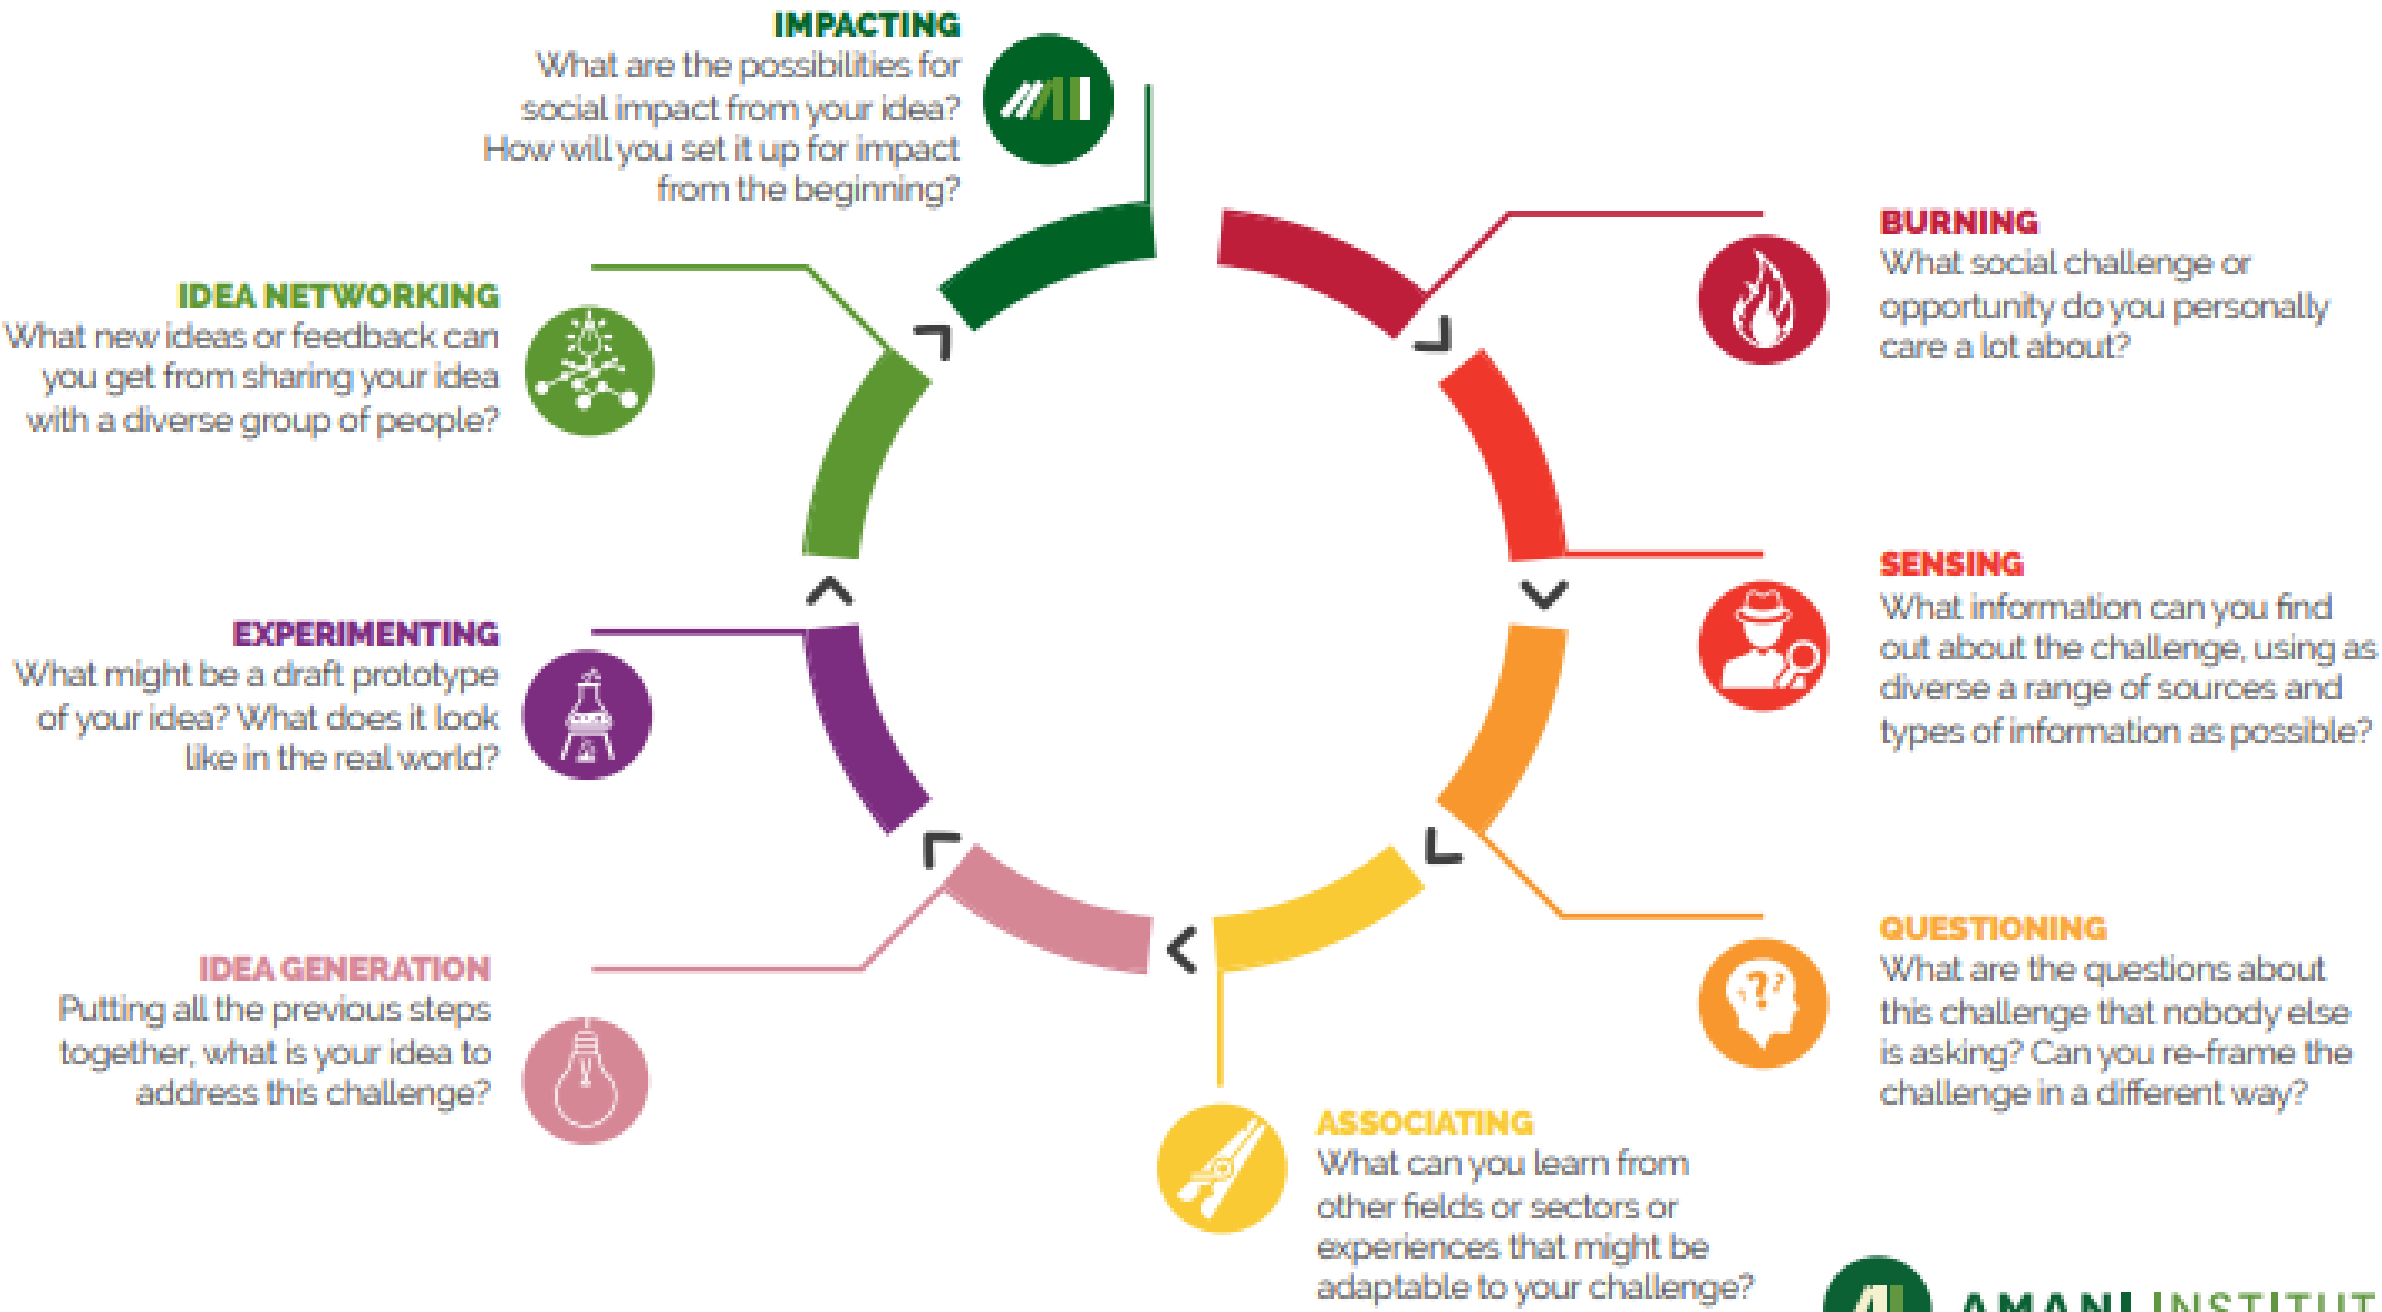 IMPACTING
What are the possibilities for
social impact from your idea?
How will you set it up for impact
from the beginning?
BURNING
What social challenge or
opportunity do you personally
care a lot about?
SENSING
What information can you find
out about the challenge, using as
diverse a range of sources and
types of information as possible?
QUESTIONING
What are the questions about
this challenge that nobody else
is asking? Can you re-frame the
challenge in a different way?
ASSOCIATING
What can you learn from
other fields or sectors or
experiences that might be
adaptable to your challenge?
IDEA GENERATION
Putting all the previous steps
together, what is your idea to
address this challenge?
EXPERIMENTING
What might be a draft prototype
of your idea? What does it look
like in the real world?
IDEA NETWORKING
What new ideas or feedback can
you get from sharing your idea
with a diverse group of people?
AMANI INSTITUT